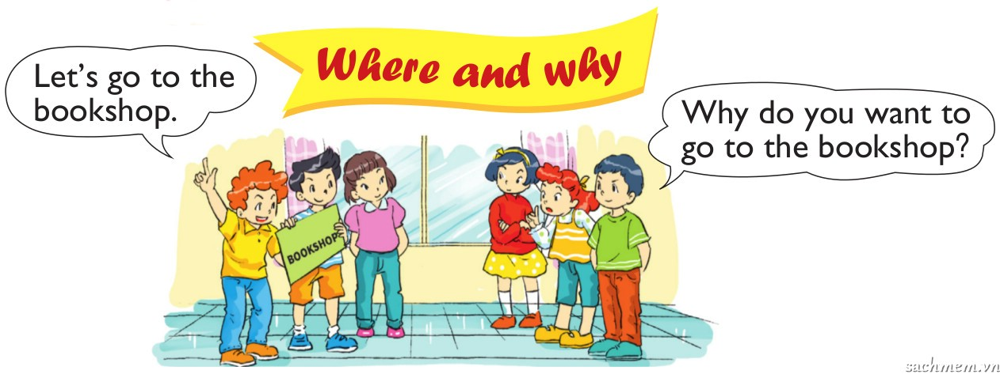 Where and why
Let's go to the
bookshop.
Why do you want to
go to the bookshop?
BOOKSHOP
sachmem.vn